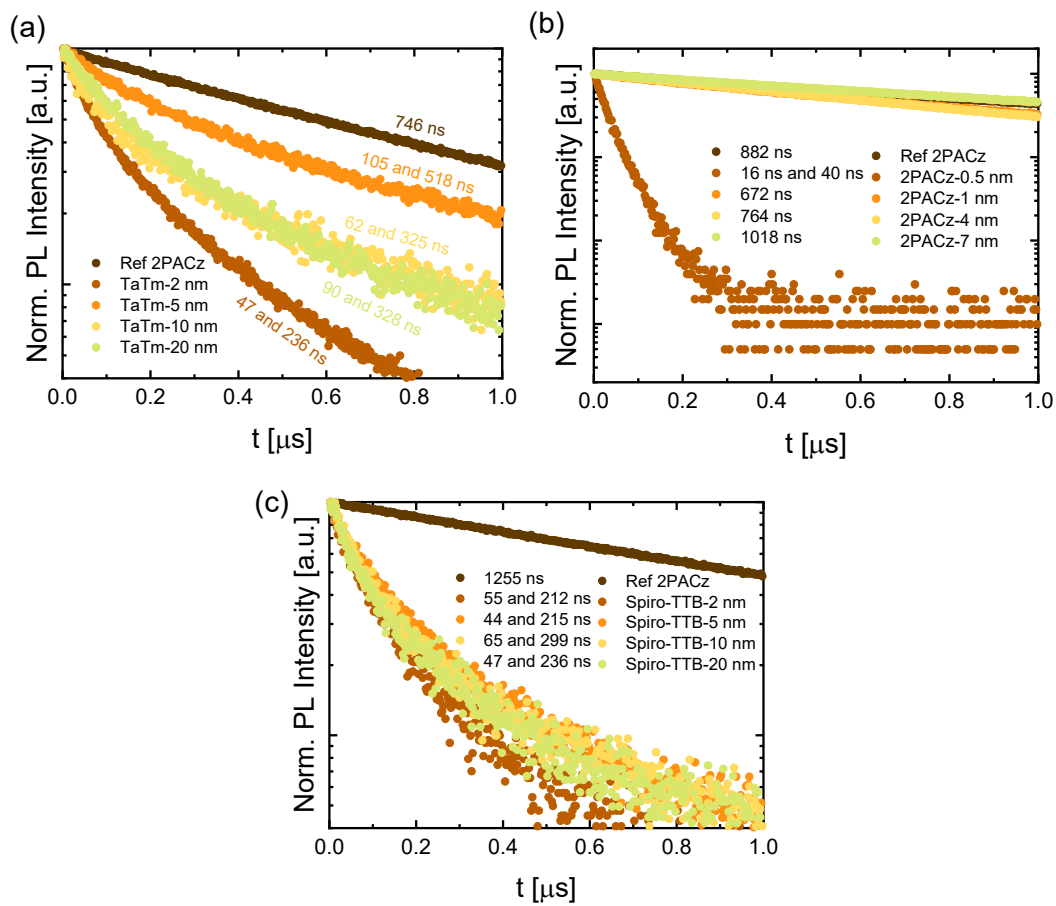 (a)
Norm. PL Intensity [a.u.]
746 ns
105 and 518 ns
62 and 325 ns
90 and 328 ns
47 and 236 ns
Ref 2PACz
TaTm-2 nm
TaTm-5 nm
TaTm-10 nm
TaTm-20 nm
0.0 0.2 0.4 0.6 0.8 1.0
t [μs]
(b)
Norm. PL Intensity [a.u.]
882 ns
16 ns and 40 ns
672 ns
764 ns
1018 ns
Ref 2PACz
2PACz-0.5 nm
2PACz-1 nm
2PACz-4 nm
2PACz-7 nm
0.0 0.2 0.4 0.6 0.8 1.0
t [μs]
(c)
Norm. PL Intensity [a.u.]
1255 ns
55 and 212 ns
44 and 215 ns
65 and 299 ns
47 and 236 ns
Ref 2PACz
Spiro-TTB-2 nm
Spiro-TTB-5 nm
Spiro-TTB-10 nm
Spiro-TTB-20 nm
0.0 0.2 0.4 0.6 0.8 1.0
t [μs]